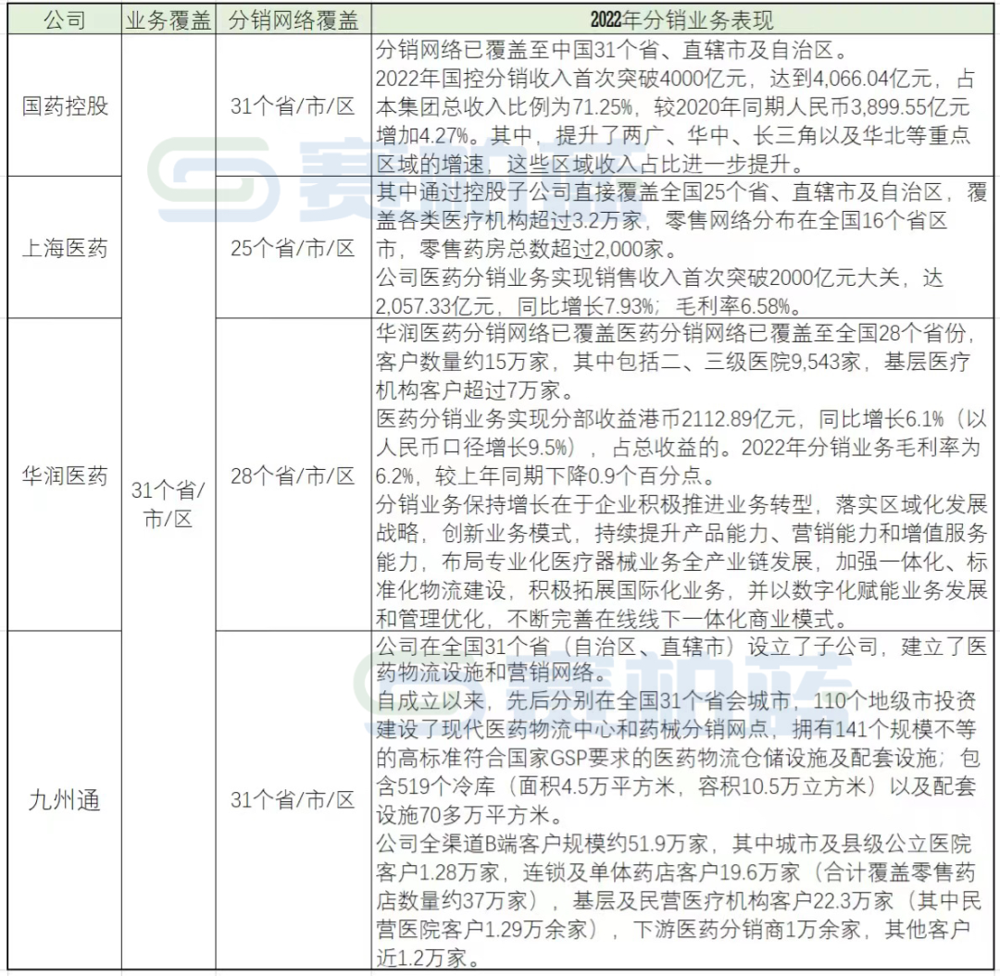 公司 业务覆盖 分销网络覆盖 2022年分销业务表现
国药控股
31个省/市/区
分销网络已覆盖至中国31个省、直辖市及自治区。
2022年国控分销收入首次突破4000亿元，达到4,066.04亿元，占
本集团总收入比例为71.25%，较2020年同期人民币3,899.55亿元
增加4.27%。其中，提升了两广、华中、长三角以及华北等重点
区域的增速，这些区域收入占比进一步提升。
上海医药
25个省/市/区
其中通过控股子公司直接覆盖全国25个省、直辖市及自治区，覆
盖各类医疗机构超过3.2万家，零售网络分布在全国16个省区
市，零售药房总数超过2,000家。
公司医药分销业务实现销售收入首次突破2000亿元大关，达
2,057.33亿元，同比增长7.93%；毛利率6.58%。
华润医药
31个省/
市/区
28个省/市/区
华润医药分销网络已覆盖医药分销网络已覆盖至全国28个省份，
客户数量约15万家，其中包括二、三级医院9,543家，基层医疗
机构客户超过7万家。
医药分销业务实现分部收益港币2112.89亿元，同比增长6.1%（以
人民币口径增长9.5%），占总收益的。2022年分销业务毛利率为
6.2%，较上年同期下降0.9个百分点。
分销业务保持增长在于企业积极推进业务转型，落实区域化发展
战略，创新业务模式，持续提升产品能力、营销能力和增值服务
能力，布局专业化医疗器械业务全产业链发展，加强一体化、标
准化物流建设，积极拓展国际化业务，并以数字化赋能业务发展
和管理优化，不断完善在线线下一体化商业模式。
九州通
31个省/市/区
公司在全国31个省（自治区、直辖市）设立了子公司，建立了医
药物流设施和营销网络。
自成立以来，先后分别在全国31个省会城市，110个地级市投资
建设了现代医药物流中心和药械分销网点，拥有141个规模不等
的高标准符合国家GSP要求的医药物流仓储设施及配套设施；包
含519个冷库（面积4.5万平方米，容积10.5万立方米）以及配套
设施70多万平方米。
公司全渠道B端客户规模约51.9万家，其中城市及县级公立医院
客户1.28万家，连锁及单体药店客户19.6万家（合计覆盖零售药
店数量约37万家），基层及民营医疗机构客户22.3万家（其中民
营医院客户1.29万余家），下游医药分销商1万余家，其他客户
近1.2万家。
赛柏蓝
赛柏蓝